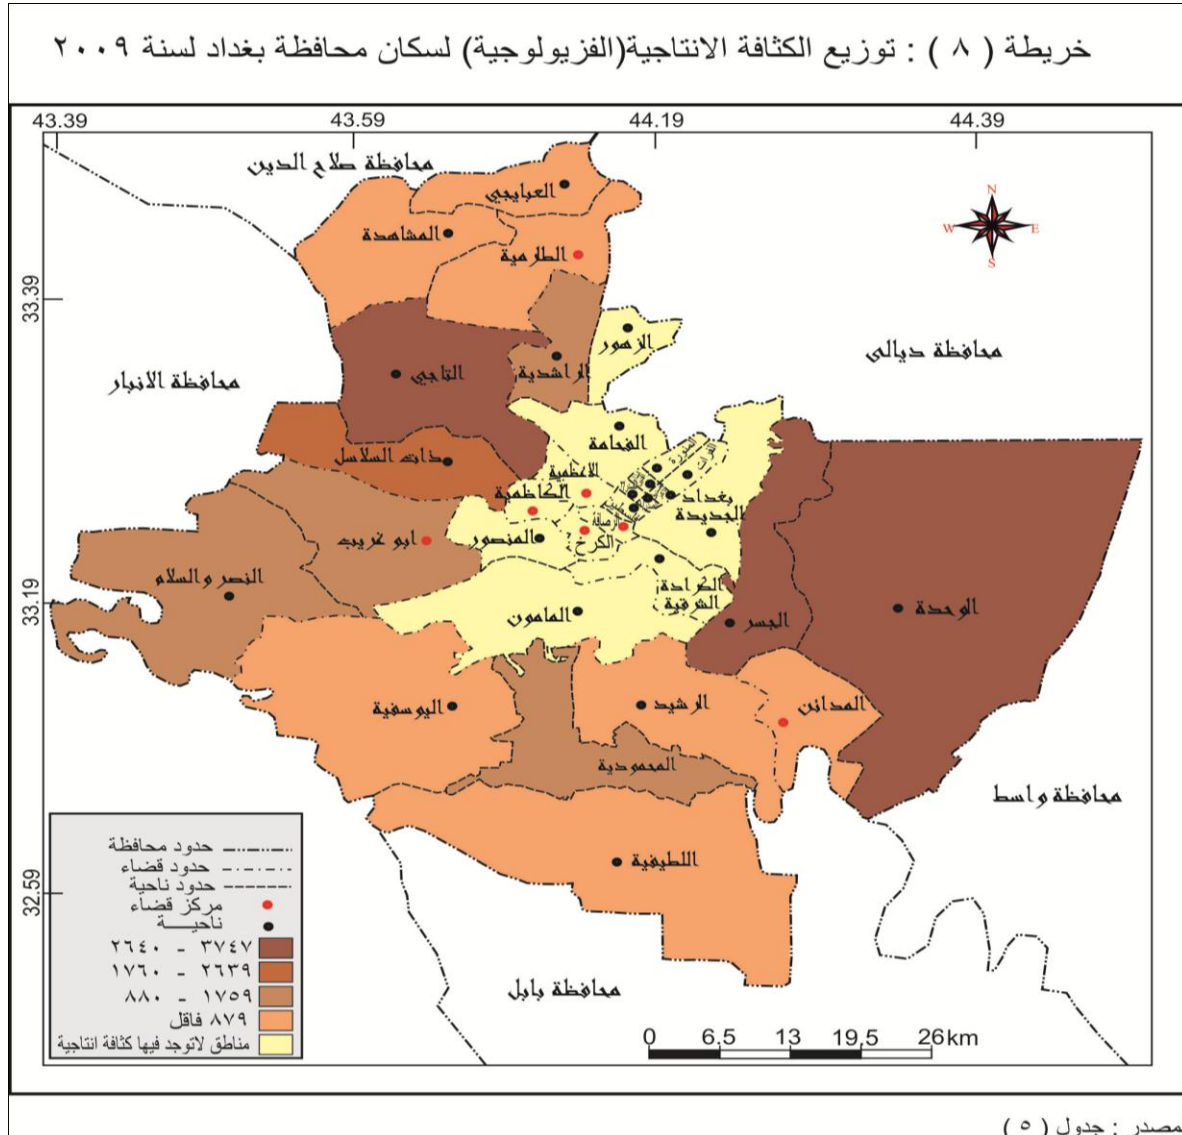 خريطة ( ٨ ) : توزيع الكثافة الانتاجية(الفزيولوجية) لسكان محافظة بغداد لسنة ٢٠٠٩
43.39
43.59
44.19
44.39
محافظة صلاح الدين
العبايجي
N
المشاهدة
W
E
الطارمية
S
33.39
الزهور
محافظة ديالى
الراشدية
التاجي
محافظة الانبار
الفحامة
ذات السلاسل
الاعظمية
الكاظمية
بغداد
الجديدة
الرصافة
المنصور
الكرخ
ابو غريب
النصر والسلام
الكرادة
الشرقية
33.19
المامون
الجسر
الوحدة
اليوسفية
الرشيد
المدائن
المحمودية
محافظة واسط
اللطيفية
32.59
محافظة بابل
حدود محافظة
حدود قضاء
حدود ناحية
مركز قضاء
ناحيـــة
٣٧٤٧ - ٢٦٤٠
٢٦٣٩ - ١٧٦٠
١٧٥٩ - ٨٨٠
٨٧٩ فاقل
مناطق لاتوجد فيها كثافة انتاجية
0 6.5 13 19.5 26km
مصدر : جدول ( ٥ )